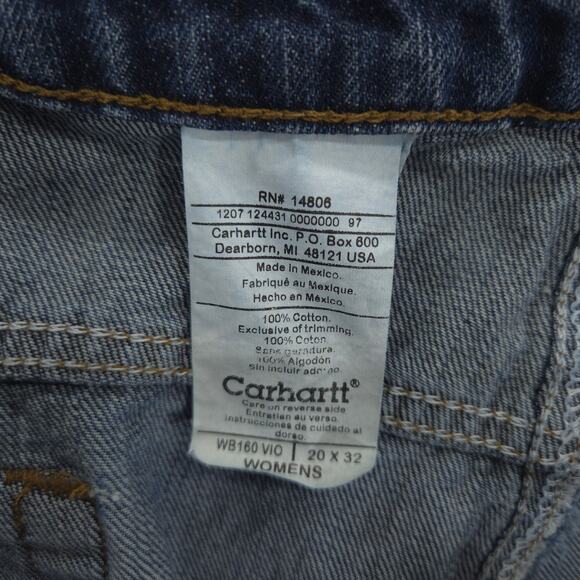 RN# 14806
1207 124431 0000000 97
Carhartt Inc. P.O. Box 600
Dearborn, MI 48121 USA
Made in Mexico.
Fabriqué au Mexique.
Hecho en México.
100% Cotton.
Exclusive of trimming.
100% Coton
Sans garniture.
100% Algodón
Sin incluir adorno.
Carhartt®
Care on reverse side
Entretien au verso.
Instrucciones de cuidado al
dorso.
WB160 VIO 20 X 32
WOMENS